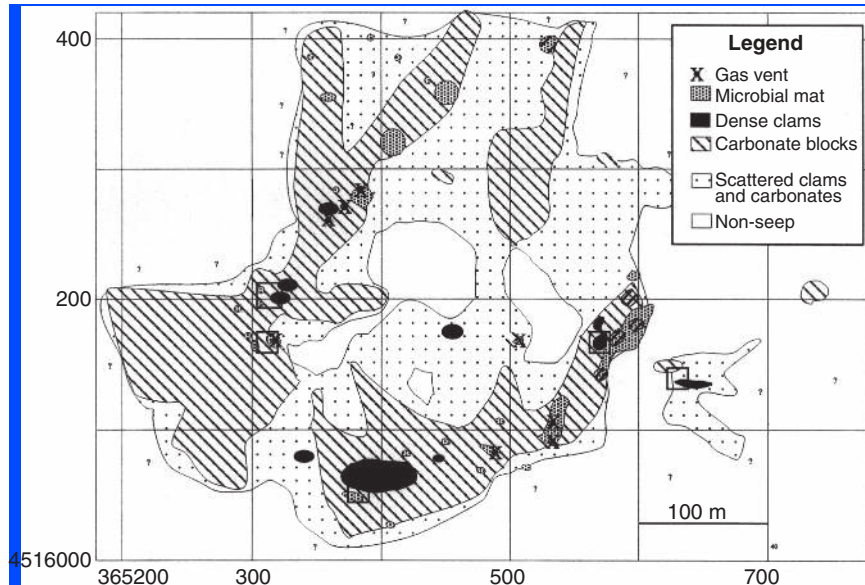 400
200
4516000
365200
300
500
700
Legend
X Gas vent
Microbial mat
Dense clams
Carbonate blocks
Scattered clams
and carbonates
Non-seep
100 m